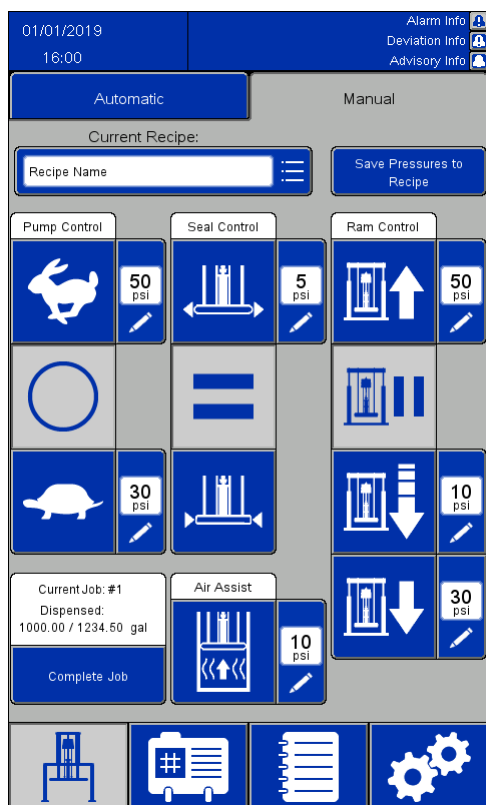 01/01/2019
16:00
Alarm Info
Deviation Info
Advisory Info
Automatic
Manual
Current Recipe:
Recipe Name
Save Pressures to
Recipe
Pump Control
Seal Control
Ram Control
50
psi
5
psi
50
psi
30
psi
10
psi
Current Job: #1
Dispensed:
1000.00 / 1234.50 gal
Complete Job
Air Assist
10
psi
30
psi
#